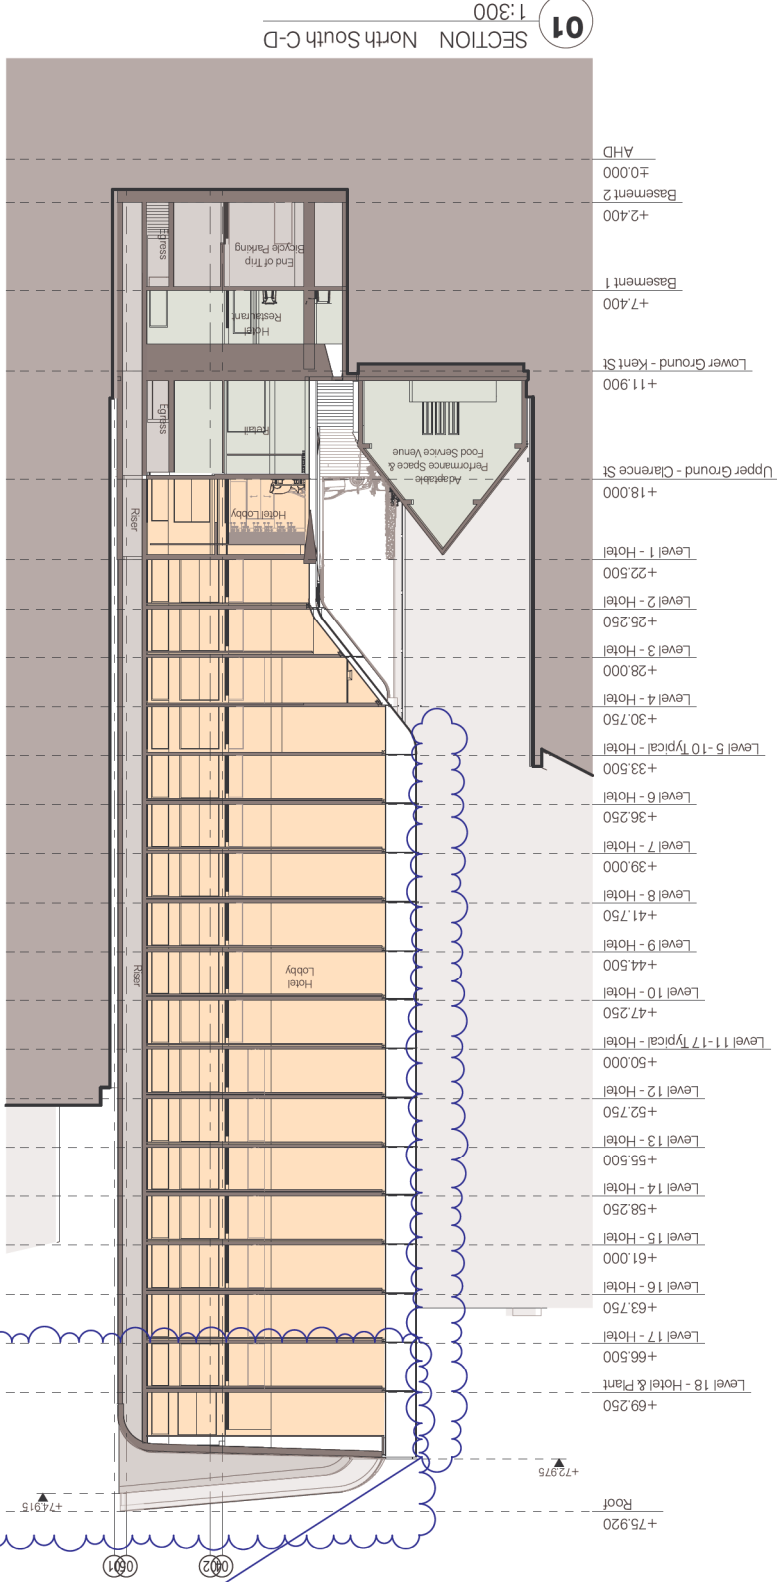 01
SECTION North South C-D
1:300
+75.920
Roof
+72.975
+74.915
+69.250
Level 18 - Hotel & Plant
+66.500
Level 17 - Hotel
+63.750
Level 16 - Hotel
+61.000
Level 15 - Hotel
+58.250
Level 14 - Hotel
+55.500
Level 13 - Hotel
+52.750
Level 12 - Hotel
+50.000
Level 11-17 Typical - Hotel
+47.250
Level 10 - Hotel
+44.500
Level 9 - Hotel
+41.750
Level 8 - Hotel
+39.000
Level 7 - Hotel
+36.250
Level 6 - Hotel
+33.500
Level 5 -10 Typical - Hotel
+30.750
Level 4 - Hotel
+28.000
Level 3 - Hotel
+25.250
Level 2 - Hotel
+22.500
Level 1 - Hotel
+18.000
Upper Ground - Clarence St
+11.900
Lower Ground - Kent St
+7.400
Basement 1
+2.400
Basement 2
±0.000
AHD
Hotel
Lobby
Riser
Riser
Hotel Lobby
Adaptable
Performance Space &
Food Service Venue
Retail
Egress
Hotel
Restaurant
End of Trip
Bicycle Parking
Egress